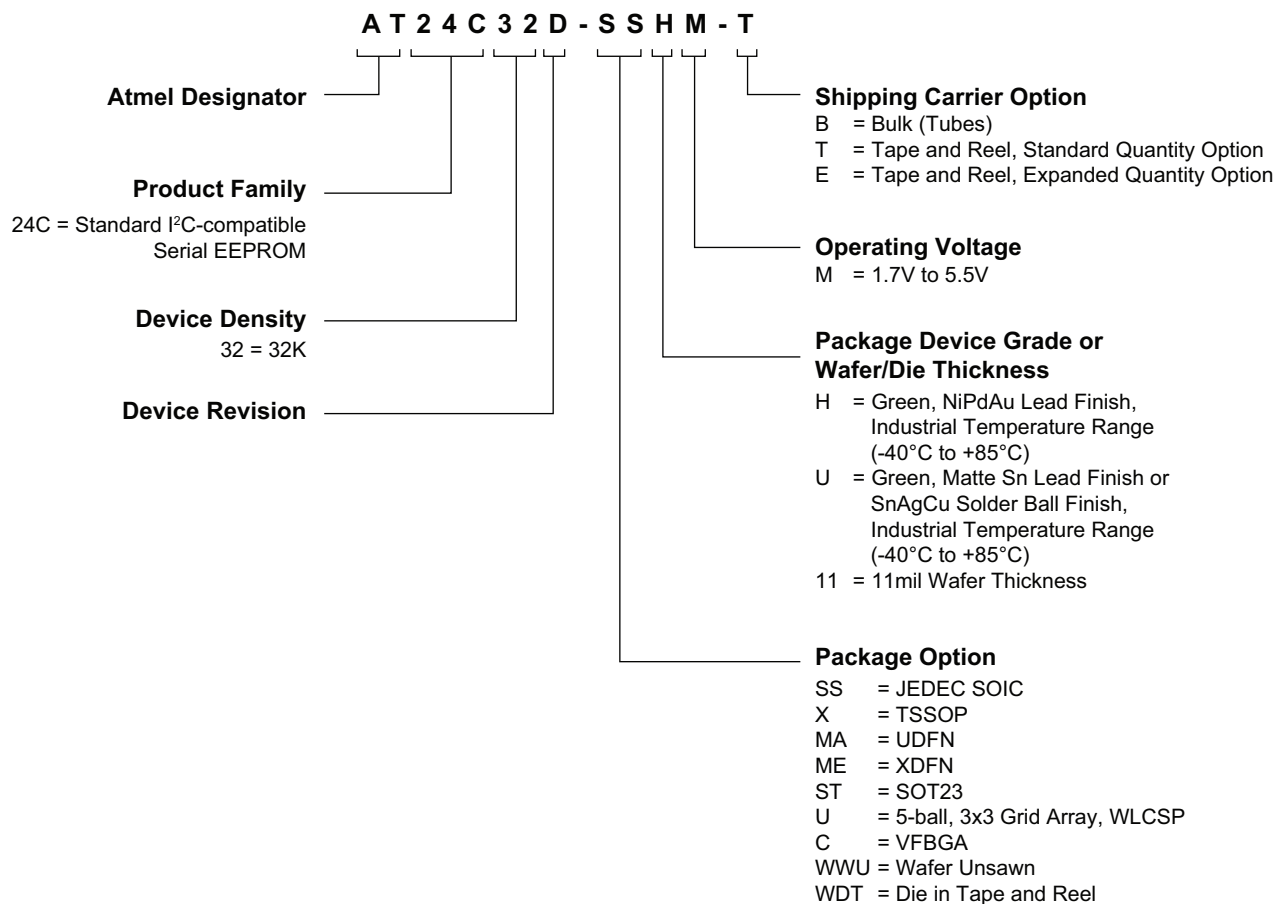 AT24C32D-SSHM-T
Atmel Designator
Product Family
24C = Standard I²C-compatible
Serial EEPROM
Device Density
32 = 32K
Device Revision
Shipping Carrier Option
B = Bulk (Tubes)
T = Tape and Reel, Standard Quantity Option
E = Tape and Reel, Expanded Quantity Option
Operating Voltage
M = 1.7V to 5.5V
Package Device Grade or
Wafer/Die Thickness
H = Green, NiPdAu Lead Finish,
Industrial Temperature Range
(-40°C to +85°C)
U = Green, Matte Sn Lead Finish or
SnAgCu Solder Ball Finish,
Industrial Temperature Range
(-40°C to +85°C)
11 = 11mil Wafer Thickness
Package Option
SS = JEDEC SOIC
X = TSSOP
MA = UDFN
ME = XDFN
ST = SOT23
U = 5-ball, 3x3 Grid Array, WLCSP
C = VFBGA
WWU = Wafer Unsawn
WDT = Die in Tape and Reel